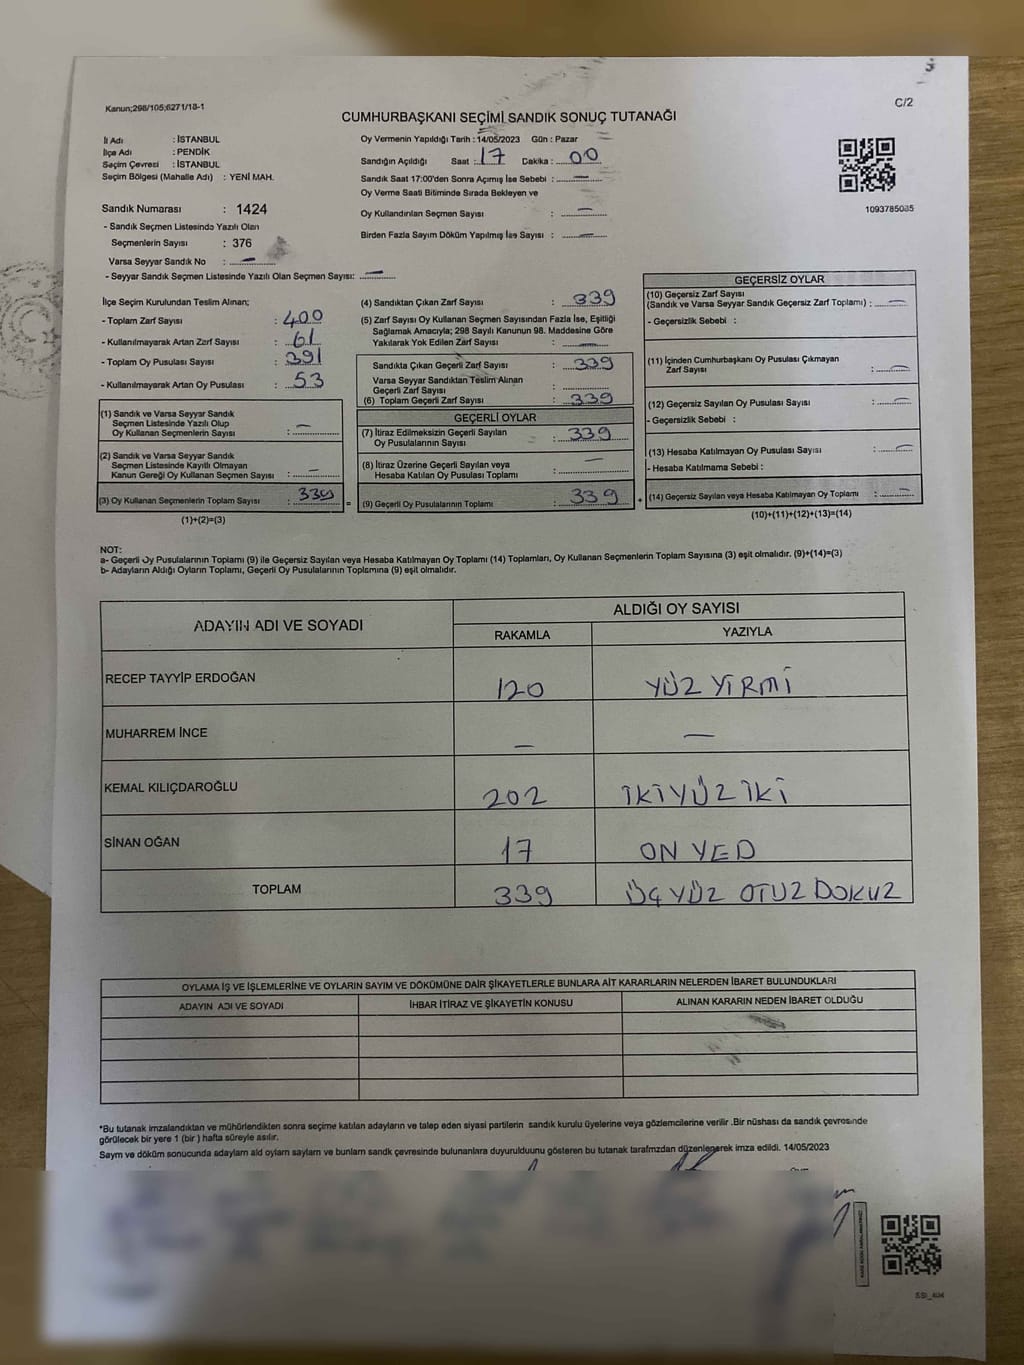 Kanun;298/105;6271/18-1
C/2
CUMHURBAŞKANI SEÇİMİ SANDIK SONUÇ TUTANAĞI
İl Adı : İSTANBUL
İlçe Adı : PENDİK
Seçim Çevresi : İSTANBUL
Seçim Bölgesi (Mahalle Adı) : YENİ MAH.
Oy Vermenin Yapıldığı Tarih : 14/05/2023 Gün : Pazar
Sandığın Açıldığı Saat : 17 Dakika : 00
Sandık Saat 17:00'den Sonra Açımış İse Sebebi : —
Oy Verme Saati Bitiminde Sırada Bekleyen ve
Oy Kullandırılan Seçmen Sayısı : —
Birden Fazla Sayım Döküm Yapılmış İse Sayısı : —
1093785085
Sandık Numarası : 1424
- Sandık Seçmen Listesinde Yazılı Olan
Seçmenlerin Sayısı : 376
Varsa Seyyar Sandık No : —
- Seyyar Sandık Seçmen Listesinde Yazılı Olan Seçmen Sayısı: —
İlçe Seçim Kurulundan Teslim Alınan;
- Toplam Zarf Sayısı : 400
- Kullanılmayarak Artan Zarf Sayısı : 61
- Toplam Oy Pusulası Sayısı : 391
- Kullanılmayarak Artan Oy Pusulası : 53
(1) Sandık ve Varsa Seyyar Sandık
Seçmen Listesinde Yazılı Olup
Oy Kullanan Seçmenlerin Sayısı : —
(2) Sandık ve Varsa Seyyar Sandık
Seçmen Listesinde Kayıtlı Olmayan
Kanun Gereği Oy Kullanan Seçmen Sayısı : —
(3) Oy Kullanan Seçmenlerin Toplam Sayısı : 339 =
(1)+(2)=(3)
(4) Sandıktan Çıkan Zarf Sayısı : 339
(5) Zarf Sayısı Oy Kullanan Seçmen Sayısından Fazla İse, Eşitliği
Sağlamak Amacıyla; 298 Sayılı Kanunun 98. Maddesine Göre
Yakılarak Yok Edilen Zarf Sayısı : —
Sandıkta Çıkan Geçerli Zarf Sayısı : 339
Varsa Seyyar Sandıktan Teslim Alınan
Geçerli Zarf Sayısı :
(6) Toplam Geçerli Zarf Sayısı : 339
GEÇERLİ OYLAR
(7) İtiraz Edilmeksizin Geçerli Sayılan
Oy Pusulalarının Sayısı : 339
(8) İtiraz Üzerine Geçerli Sayılan veya
Hesaba Katılan Oy Pusulası Toplamı : —
(9) Geçerli Oy Pusulalarının Toplamı : 339 +
GEÇERSİZ OYLAR
(10) Geçersiz Zarf Sayısı
(Sandık ve Varsa Seyyar Sandık Geçersiz Zarf Toplamı) : —
- Geçersizlik Sebebi :
(11) İçinden Cumhurbaşkanı Oy Pusulası Çıkmayan
Zarf Sayısı : —
(12) Geçersiz Sayılan Oy Pusulası Sayısı : —
- Geçersizlik Sebebi :
(13) Hesaba Katılmayan Oy Pusulası Sayısı : —
- Hesaba Katılmama Sebebi :
(14) Geçersiz Sayılan veya Hesaba Katılmayan Oy Toplamı : —
(10)+(11)+(12)+(13)=(14)
NOT:
a- Geçerli Oy Pusulalarının Toplamı (9) ile Geçersiz Sayılan veya Hesaba Katılmayan Oy Toplamı (14) Toplamları, Oy Kullanan Seçmenlerin Toplam Sayısına (3) eşit olmalıdır. (9)+(14)=(3)
b- Adayların Aldığı Oyların Toplamı, Geçerli Oy Pusulalarının Toplamına (9) eşit olmalıdır.
ADAYIN ADI VE SOYADI ALDIĞI OY SAYISI
RAKAMLA YAZIYLA
RECEP TAYYİP ERDOĞAN 120 YÜZ YİRMİ
MUHARREM İNCE — —
KEMAL KILIÇDAROĞLU 202 İKİYÜZ İKİ
SİNAN OĞAN 17 ON YED
TOPLAM 339 ÜÇ YÜZ OTUZ DOKUZ
OYLAMA İŞ VE İŞLEMLERİNE VE OYLARIN SAYIM VE DÖKÜMÜNE DAİR ŞİKAYETLERLE BUNLARA AİT KARARLARIN NELERDEN İBARET BULUNDUKLARI
ADAYIN ADI VE SOYADI İHBAR İTİRAZ VE ŞİKAYETİN KONUSU ALINAN KARARIN NEDEN İBARET OLDUĞU
*Bu tutanak imzalandıktan ve mühürlendikten sonra seçime katılan adayların ve talep eden siyasi partilerin sandık kurulu üyelerine veya gözlemcilerine verilir .Bir nüshası da sandık çevresinde
görülecek bir yere 1 (bir ) hafta süreyle asılır.
Sayım ve döküm sonucunda adaylam ald oylam saylam ve bunlam sandk çevresinde bulunanlara duyurulduunu gösteren bu tutanak tarafmzdan düzenlenerek imza edildi. 14/05/2023